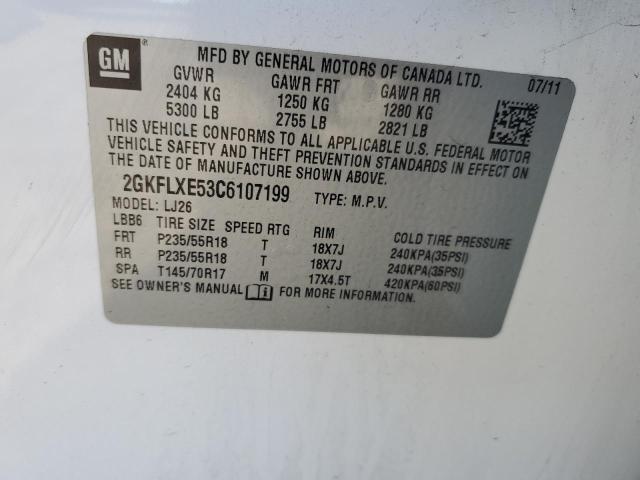 GM ®
MFD BY GENERAL MOTORS OF CANADA LTD. 07/11
GVWR GAWR FRT GAWR RR
2404 KG 1250 KG 1280 KG
5300 LB 2755 LB 2821 LB
THIS VEHICLE CONFORMS TO ALL APPLICABLE U.S. FEDERAL MOTOR
VEHICLE SAFETY AND THEFT PREVENTION STANDARDS IN EFFECT ON
THE DATE OF MANUFACTURE SHOWN ABOVE.
2GKFLXE53C6107199 TYPE: M.P.V.
MODEL: LJ26
LBB6 TIRE SIZE SPEED RTG RIM COLD TIRE PRESSURE
FRT P235/55R18 T 18X7J 240KPA(35PSI)
RR P235/55R18 T 18X7J 240KPA(35PSI)
SPA T145/70R17 M 17X4.5T 420KPA(60PSI)
SEE OWNER'S MANUAL FOR MORE INFORMATION.